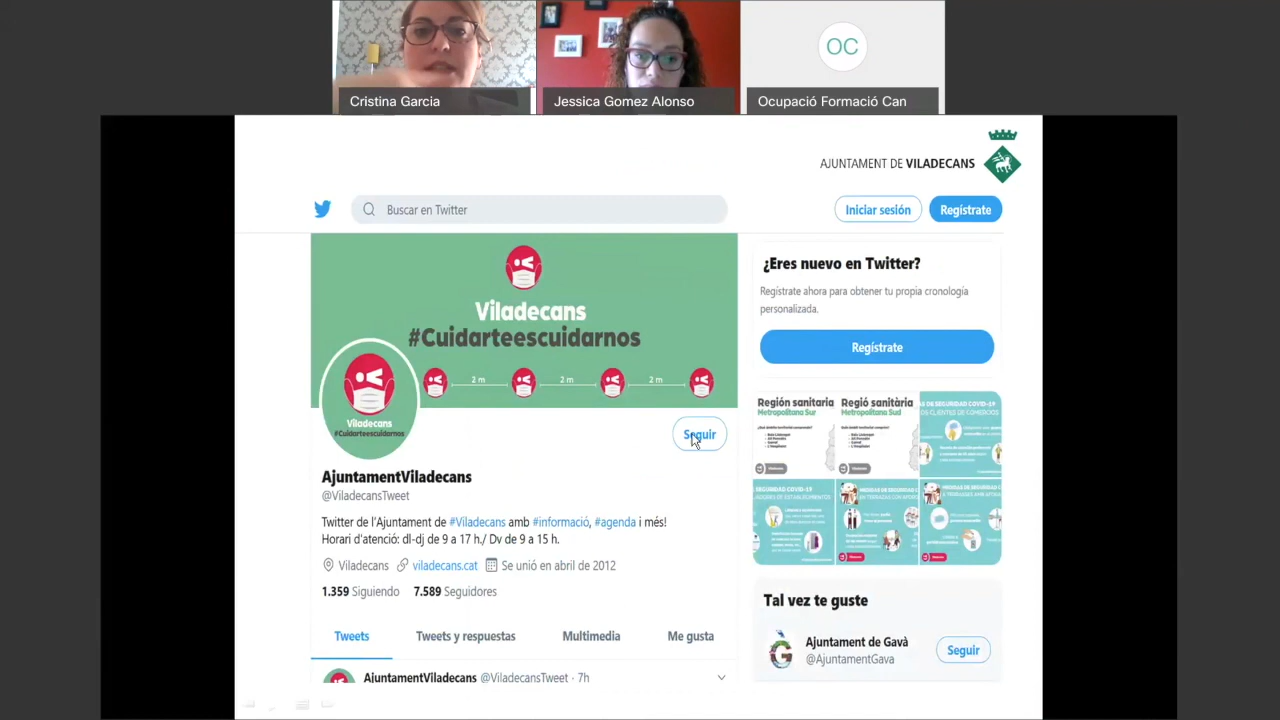 Cristina Garcia
Jessica Gomez Alonso
OC
Ocupació Formació Can
AJUNTAMENT DE VILADECANS
Buscar en Twitter
Iniciar sesión
Regístrate
Viladecans
#Cuidarteescuidarnos
2 m
2 m
2 m
Viladecans
#Cuidarteescuidarnos
Seguir
AjuntamentViladecans
@ViladecansTweet
Twitter de l'Ajuntament de #Viladecans amb #informació, #agenda i més!
Horari d'atenció: dl-dj de 9 a 17 h./ Dv de 9 a 15 h.
Viladecans viladecans.cat Se unió en abril de 2012
1.359 Siguiendo 7.589 Seguidores
Tweets
Tweets y respuestas
Multimedia
Me gusta
AjuntamentViladecans @ViladecansTweet · 7h
¿Eres nuevo en Twitter?
Regístrate ahora para obtener tu propia cronología
personalizada.
Regístrate
Región sanitaria
Metropolitana Sur
Regió sanitària
Metropolitana Sud
Tal vez te guste
Ajuntament de Gavà
@AjuntamentGava
Seguir